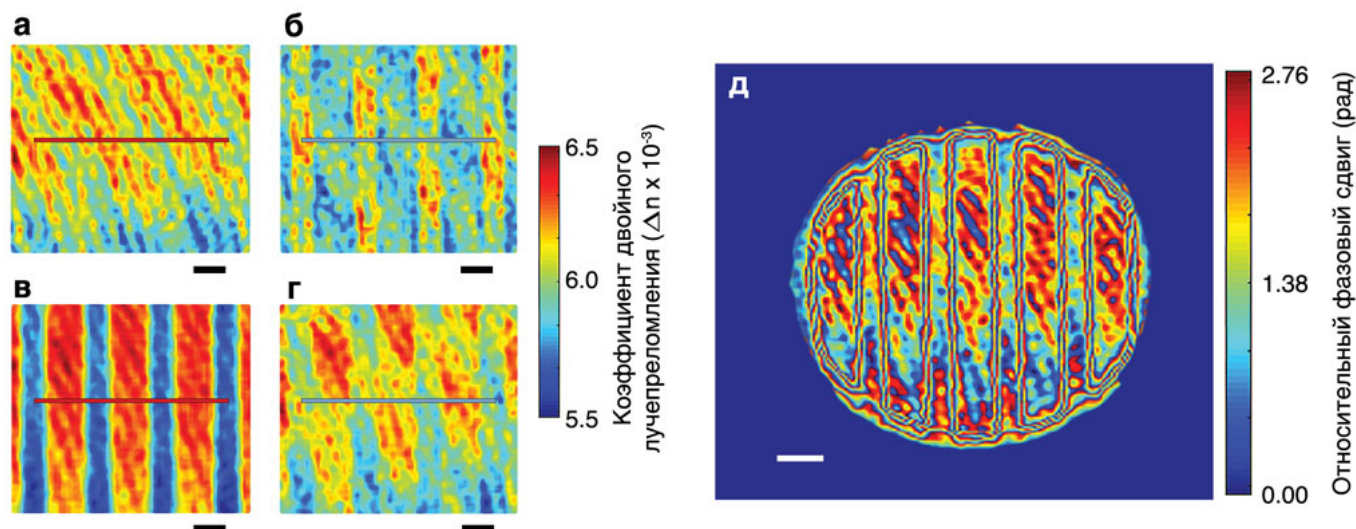 а
б
в
г
6.5
6.0
5.5
Коэффициент двойного
лучепреломления (△n x 10⁻³)
д
2.76
1.38
0.00
Относительный фазовый сдвиг (рад)